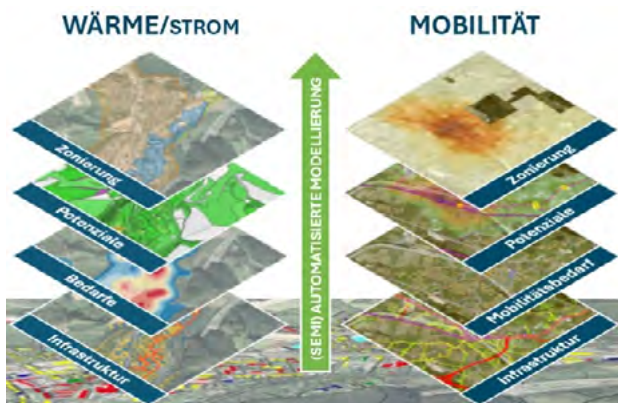 WÄRME/STROM
Zonierung
Potenziale
Bedarfe
Infrastruktur
(SEMI) AUTOMATISIERTE MODELLIERUNG
MOBILITÄT
Zonierung
Potenziale
Mobilitätsbedarf
Infrastruktur